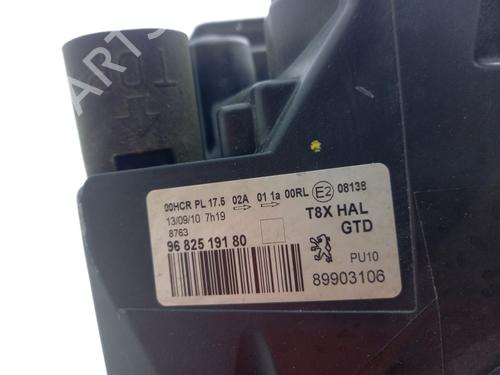 101
00HCR PL 17.5 02A 01 1a 00RL E2 08138
13/09/10 7h19
8763
96 825 191 80
T8X HAL
GTD
PU10
89903106